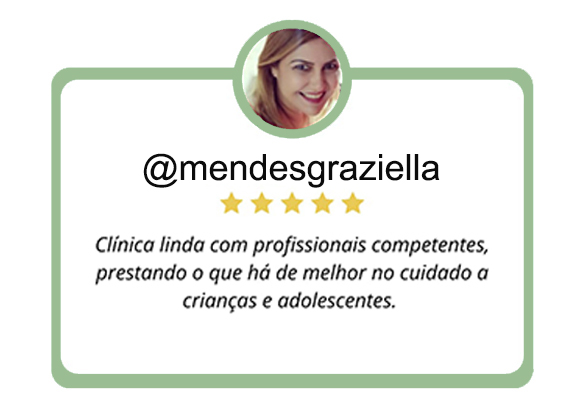 @mendesgraziella
Clínica linda com profissionais competentes,
prestando o que há de melhor no cuidado a
crianças e adolescentes.